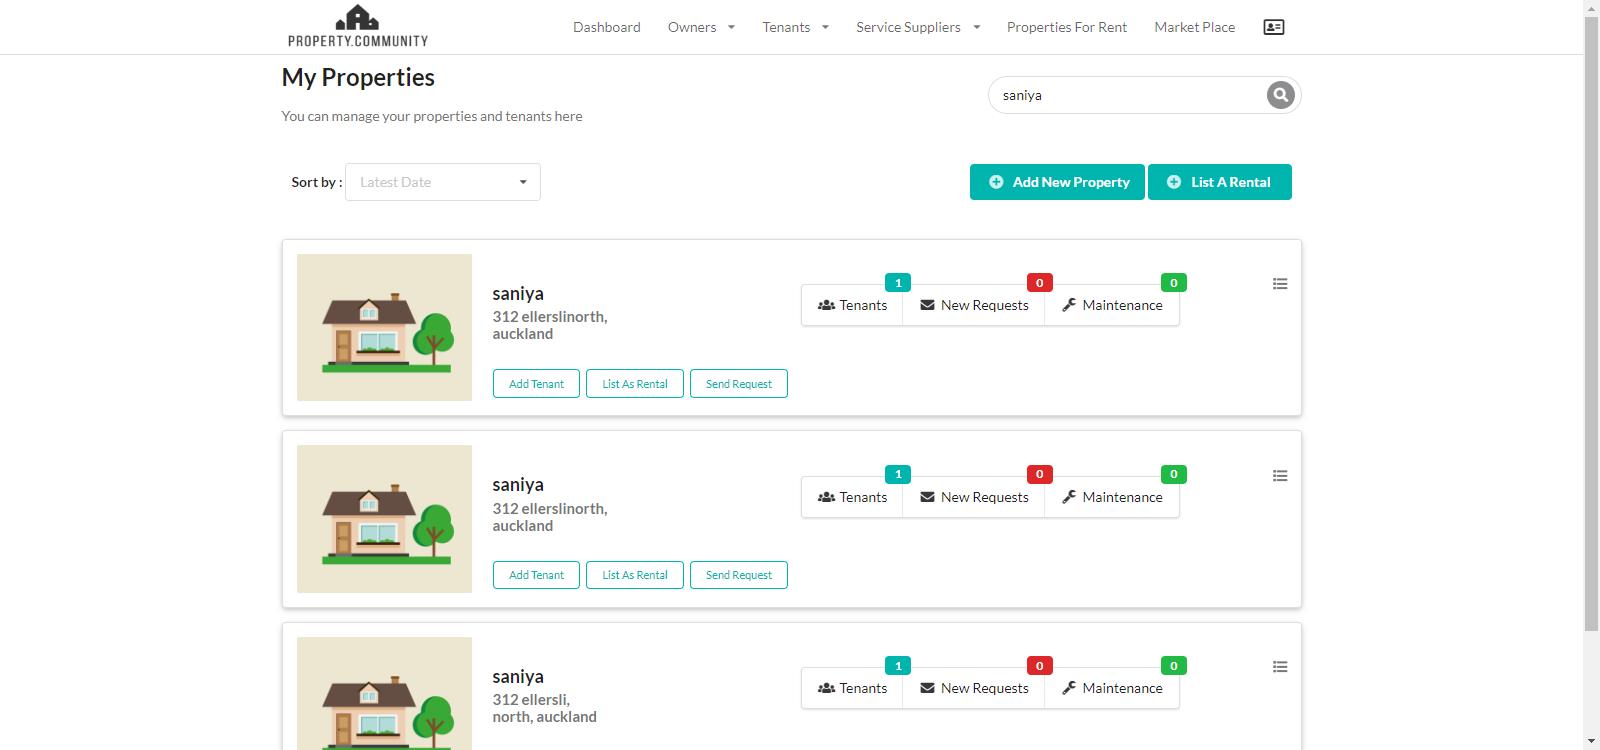 PROPERTY.COMMUNITY
Dashboard Owners Tenants Service Suppliers Properties For Rent Market Place
My Properties
saniya
You can manage your properties and tenants here
Sort by : Latest Date
Add New Property List A Rental
saniya
312 ellerslinorth,
auckland
1 0 0
Tenants New Requests Maintenance
Add Tenant List As Rental Send Request
saniya
312 ellerslinorth,
auckland
1 0 0
Tenants New Requests Maintenance
Add Tenant List As Rental Send Request
saniya
312 ellersli,
north, auckland
1 0 0
Tenants New Requests Maintenance